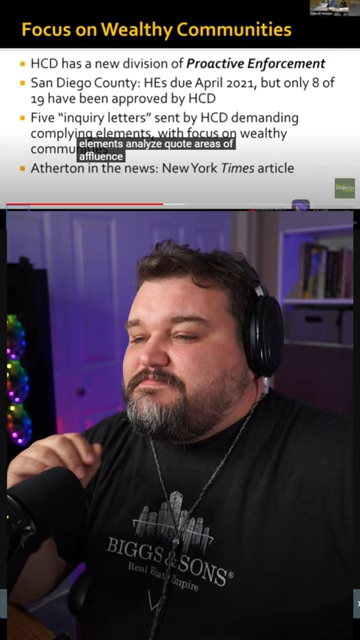 Focus on Wealthy Communities
HCD has a new division of Proactive Enforcement
San Diego County: HEs due April 2021, but only 8 of
19 have been approved by HCD
Five “inquiry letters” sent by HCD demanding
complying elements, with focus on wealthy
elements analyze quote areas of
affluence
Atherton in the news: New York Times article
BIGGS & SONS®
Real Estate Empire